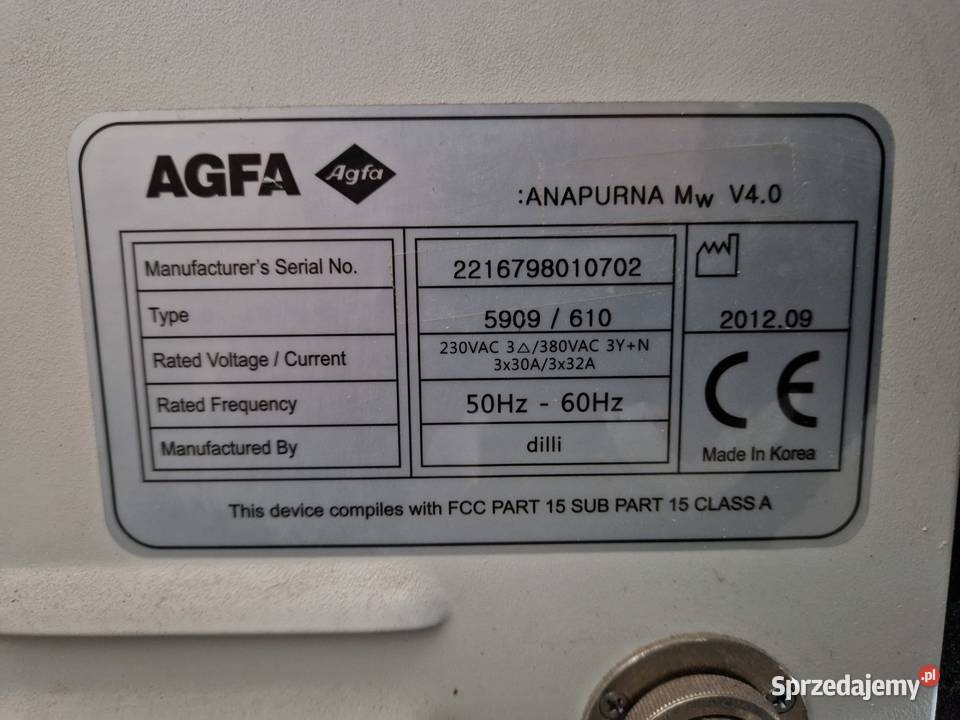 AGFA Agfa
:ANAPURNA Mw V4.0
Manufacturer's Serial No. 2216798010702
Type 5909 / 610 2012.09
Rated Voltage / Current 230VAC 3△/380VAC 3Y+N
3x30A/3x32A
Rated Frequency 50Hz - 60Hz CE
Manufactured By dilli Made In Korea
This device compiles with FCC PART 15 SUB PART 15 CLASS A
Sprzedajemy.pl